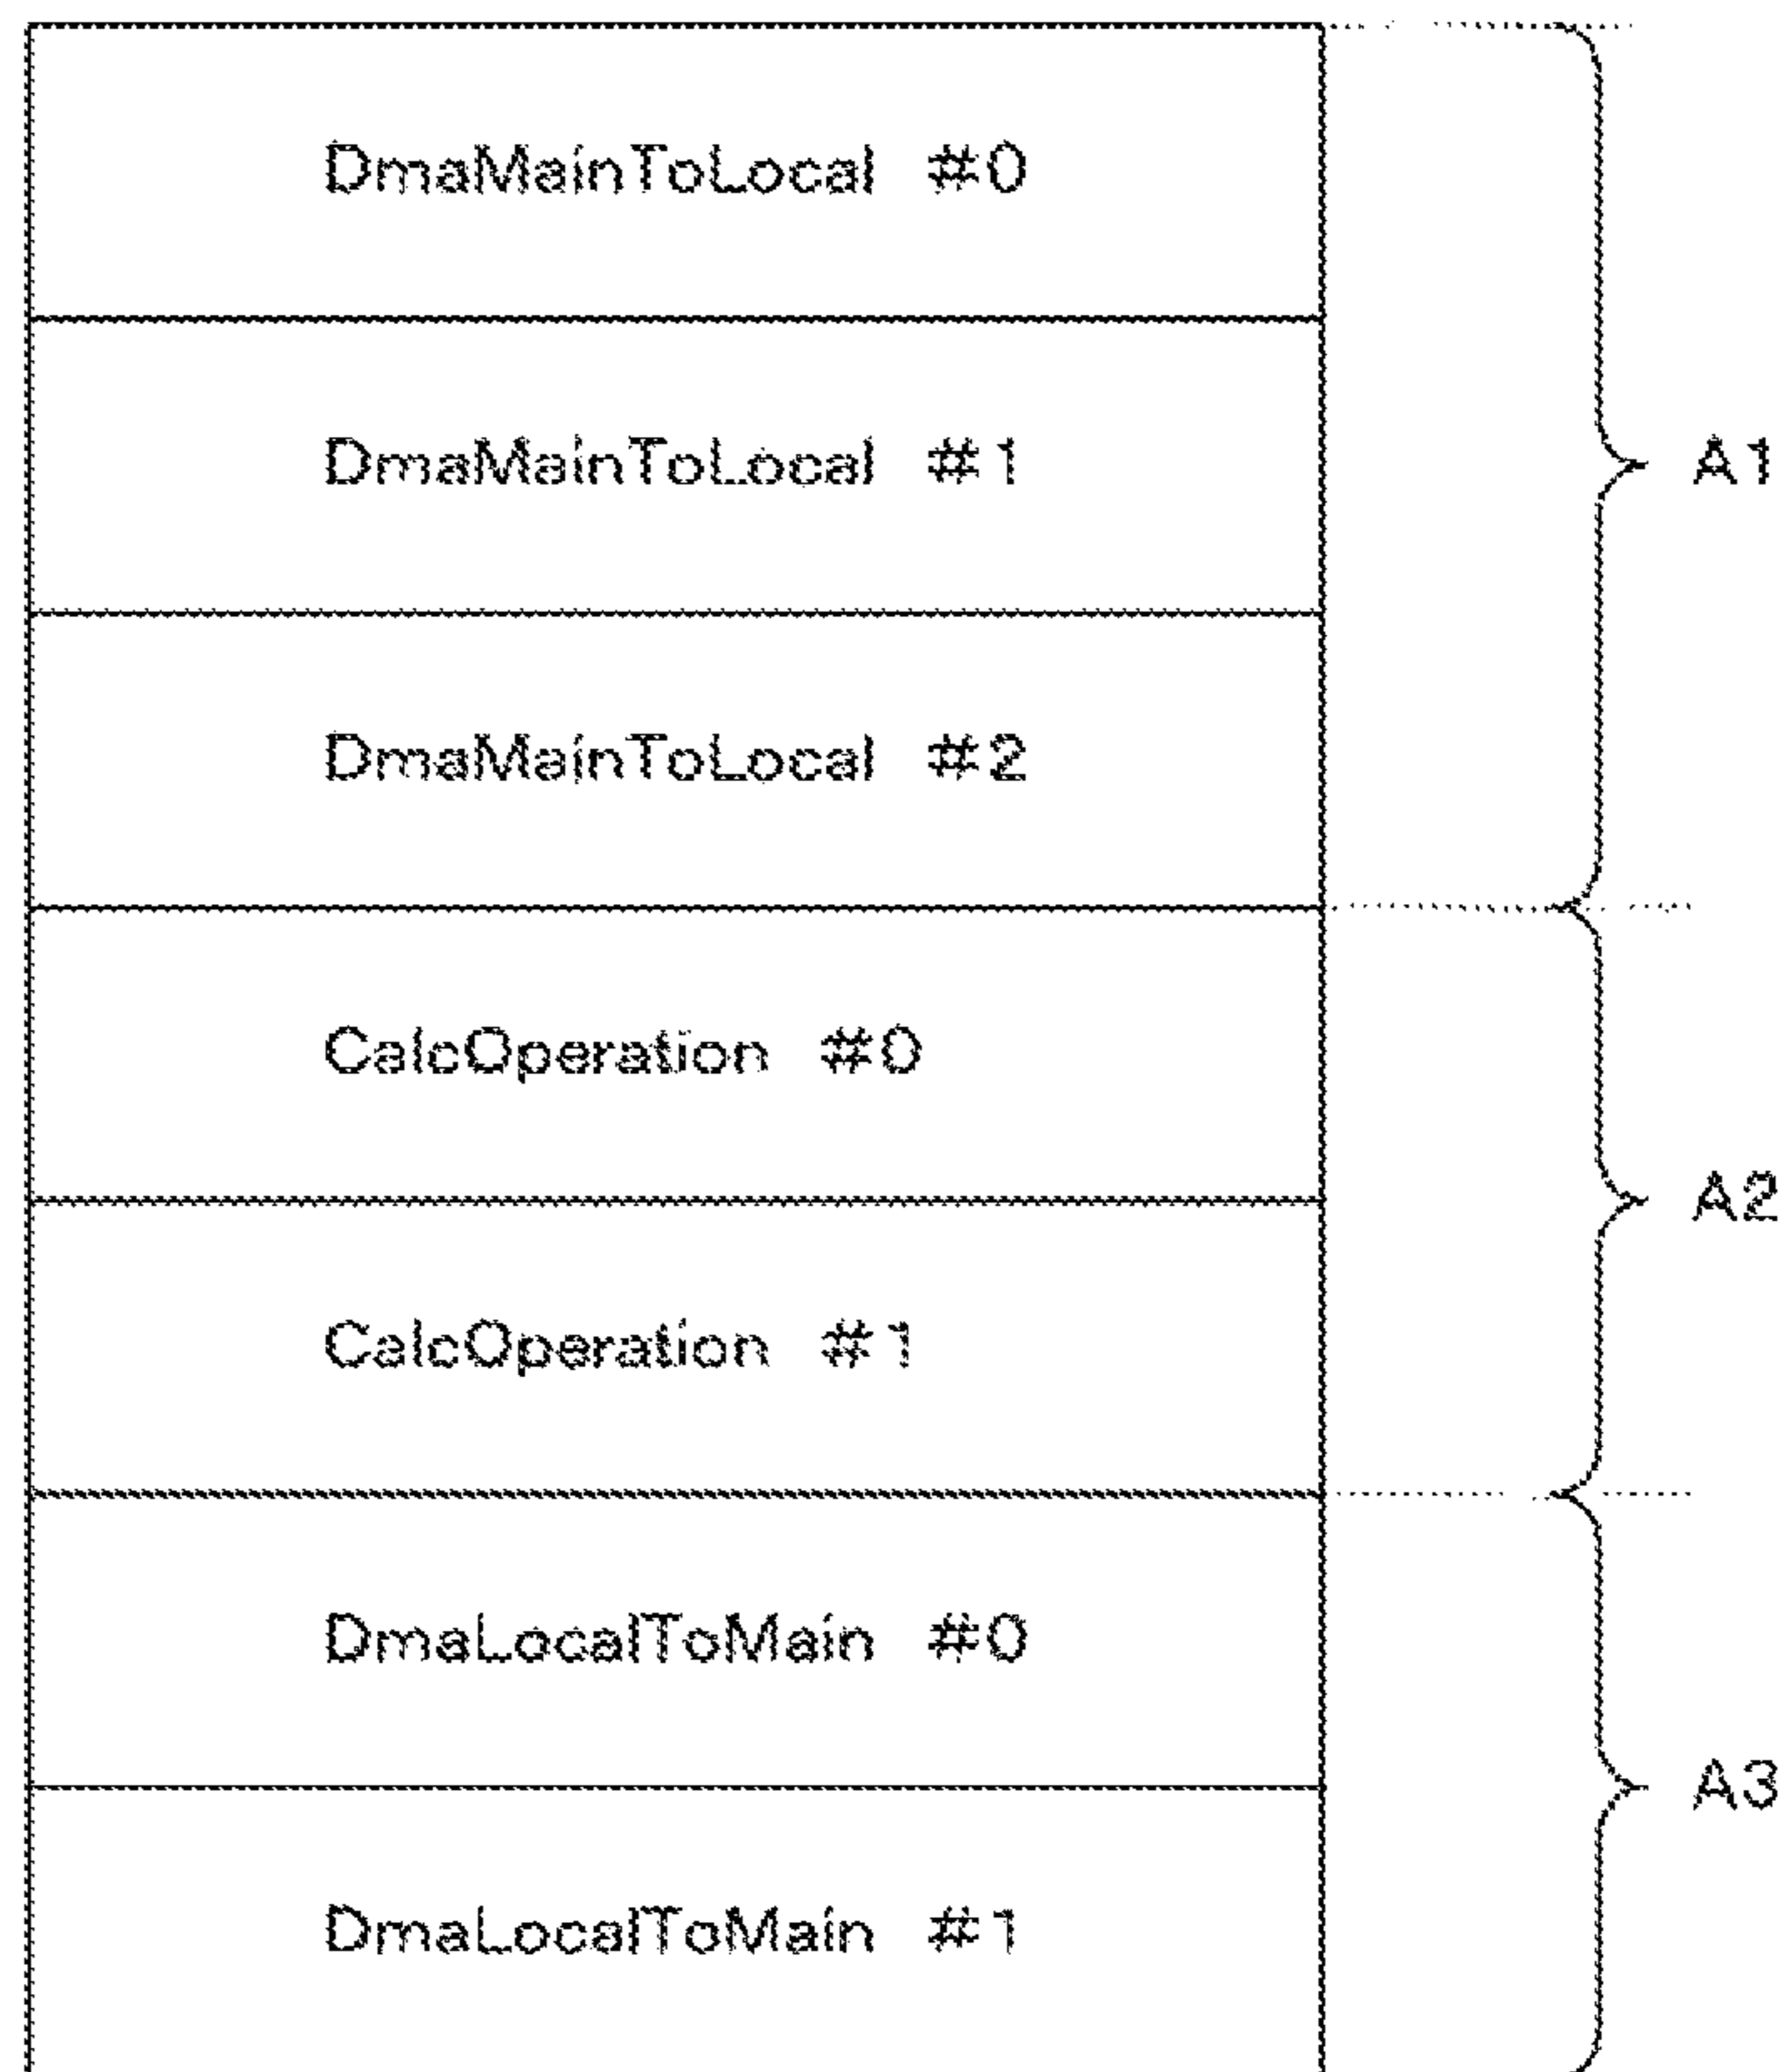 DmaMainToLocal #0
DmaMainToLocal #1
A1
DmaMainToLocal #2
CalcOperation #0
A2
CalcOperation #1
DmaLocalToMain #0
A3
DmaLocalToMain #1